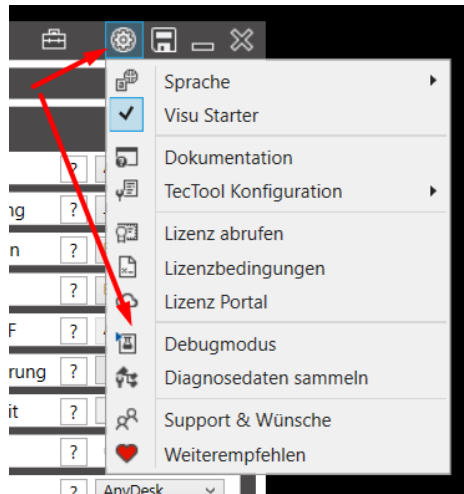 Sprache
Visu Starter
Dokumentation
TecTool Konfiguration
Lizenz abrufen
Lizenzbedingungen
Lizenz Portal
Debugmodus
Diagnosedaten sammeln
Support & Wünsche
Weiterempfehlen
?
ng ?
n ?
?
F ?
rung ?
it ?
?
? AnyDesk